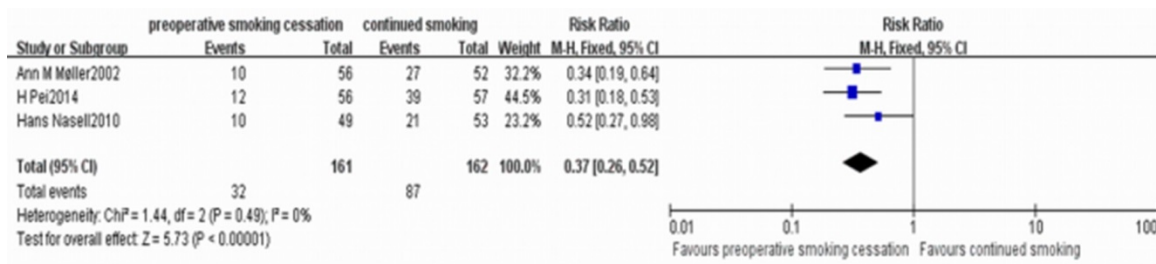 preoperative smoking cessation continued smoking Risk Ratio Risk Ratio
Study or Subgroup Events Total Events Total Weight M-H, Fixed, 95% CI M-H, Fixed, 95% CI
Ann M Møller2002 10 56 27 52 32.2% 0.34 [0.19, 0.64]
H Pei2014 12 56 39 57 44.5% 0.31 [0.18, 0.53]
Hans Nasell2010 10 49 21 53 23.2% 0.52 [0.27, 0.98]
Total (95% CI) 161 162 100.0% 0.37 [0.26, 0.52]
Total events 32 87
Heterogeneity: Chi² = 1.44, df = 2 (P = 0.49); I² = 0%
Test for overall effect: Z = 5.73 (P < 0.00001)
0.01 0.1 1 10 100
Favours preoperative smoking cessation Favours continued smoking